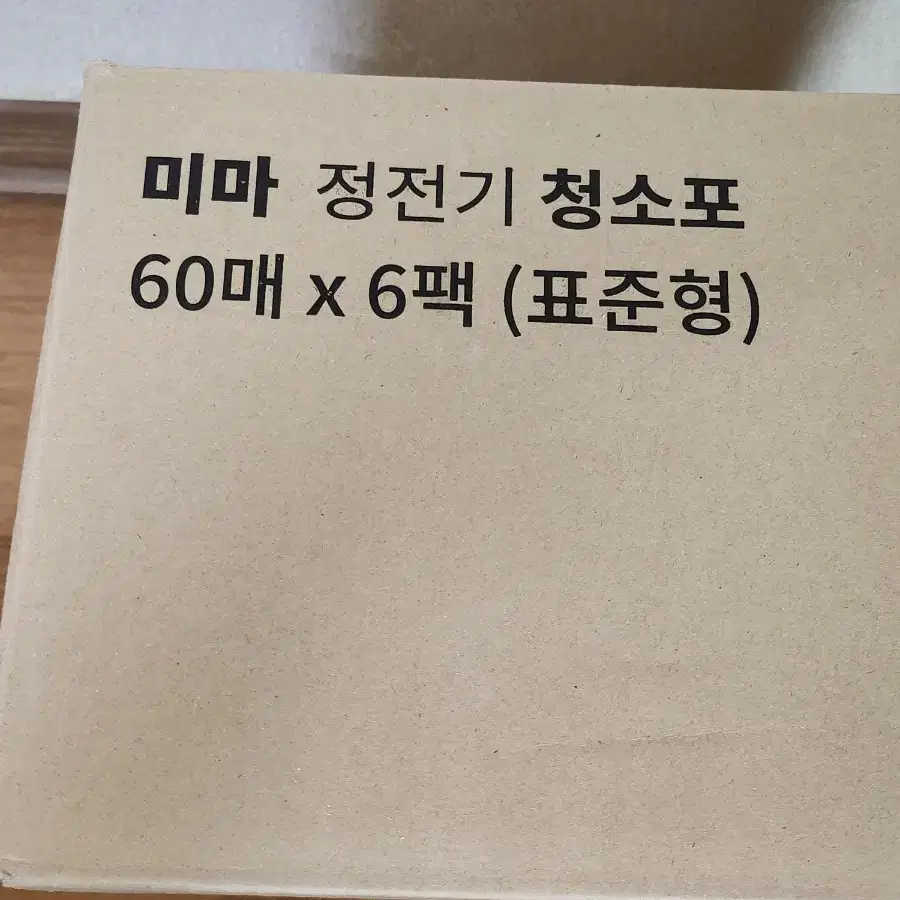 미마 정전기 청소포
60매 x 6팩 (표준형)